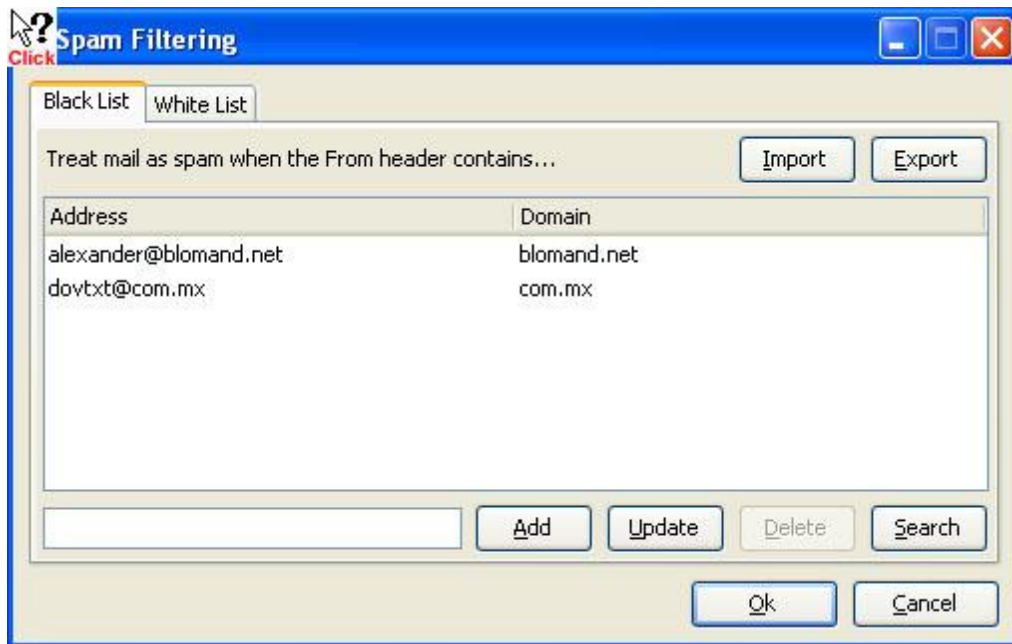 ?
Click
Spam Filtering
Black List White List
Treat mail as spam when the From header contains... Import Export
Address Domain
alexander@blomand.net blomand.net
dovtxt@com.mx com.mx
Add Update Delete Search
Ok Cancel